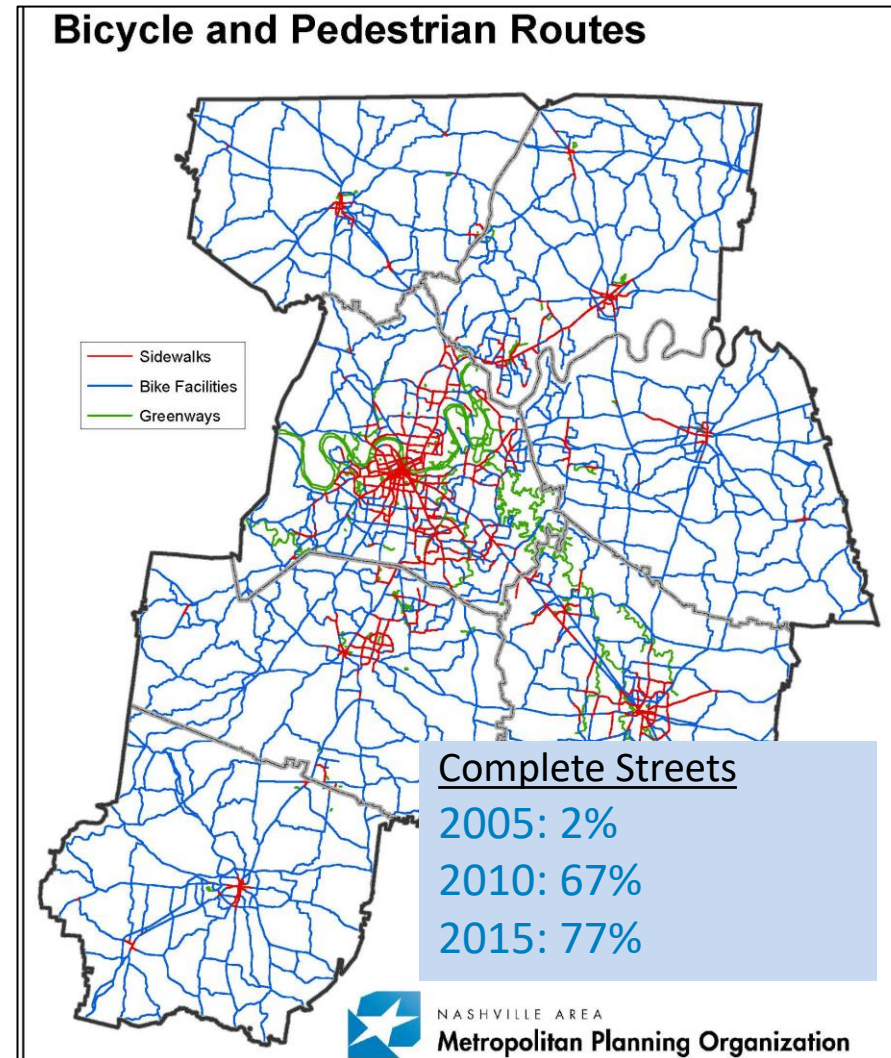 Bicycle and Pedestrian Routes
Sidewalks
Bike Facilities
Greenways
Complete Streets
2005: 2%
2010: 67%
2015: 77%
NASHVILLE AREA
Metropolitan Planning Organization